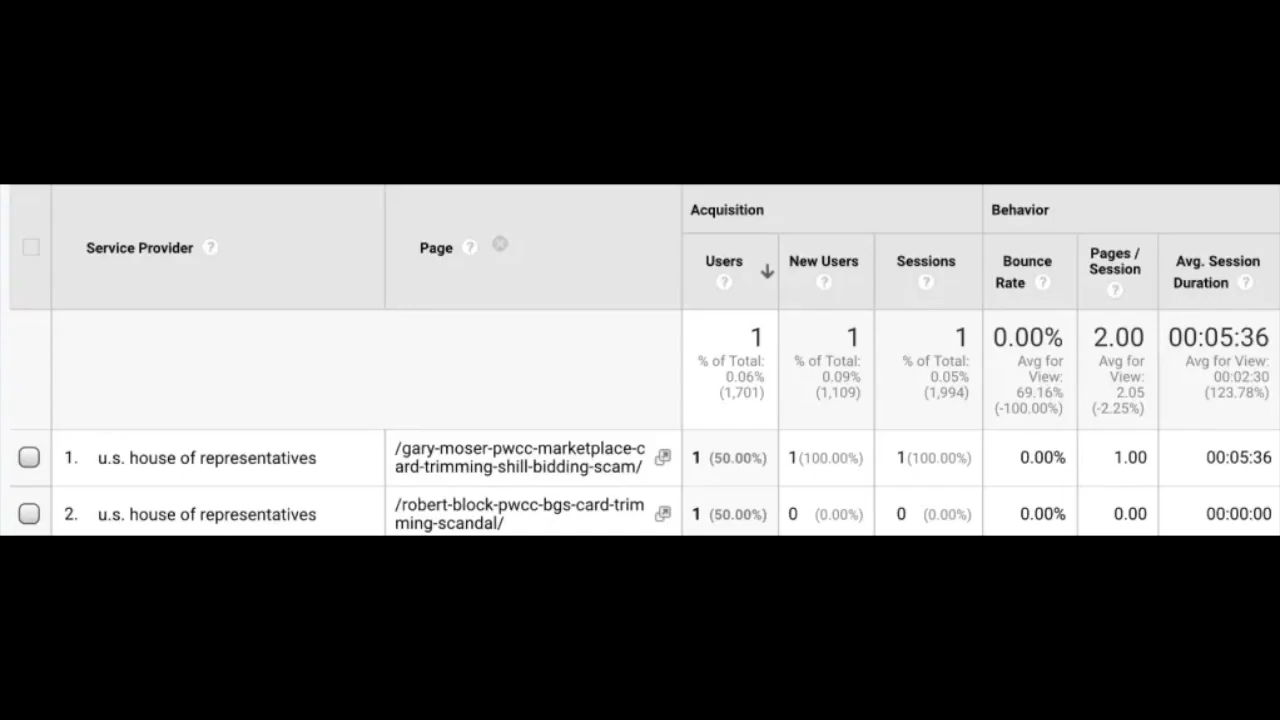 Acquisition
Behavior
Service Provider ?
Page ?
Users ?
New Users ?
Sessions ?
Bounce
Rate ?
Pages /
Session ?
Avg. Session
Duration ?
1
% of Total:
0.06%
(1,701)
1
% of Total:
0.09%
(1,109)
1
% of Total:
0.05%
(1,994)
0.00%
Avg for
View:
69.16%
(-100.00%)
2.00
Avg for
View:
2.05
(-2.25%)
00:05:36
Avg for View:
00:02:30
(123.78%)
1. u.s. house of representatives
/gary-moser-pwcc-marketplace-c
ard-trimming-shill-bidding-scam/
1 (50.00%)
1 (100.00%)
1 (100.00%)
0.00%
1.00
00:05:36
2. u.s. house of representatives
/robert-block-pwcc-bgs-card-trim
ming-scandal/
1 (50.00%)
0 (0.00%)
0 (0.00%)
0.00%
0.00
00:00:00